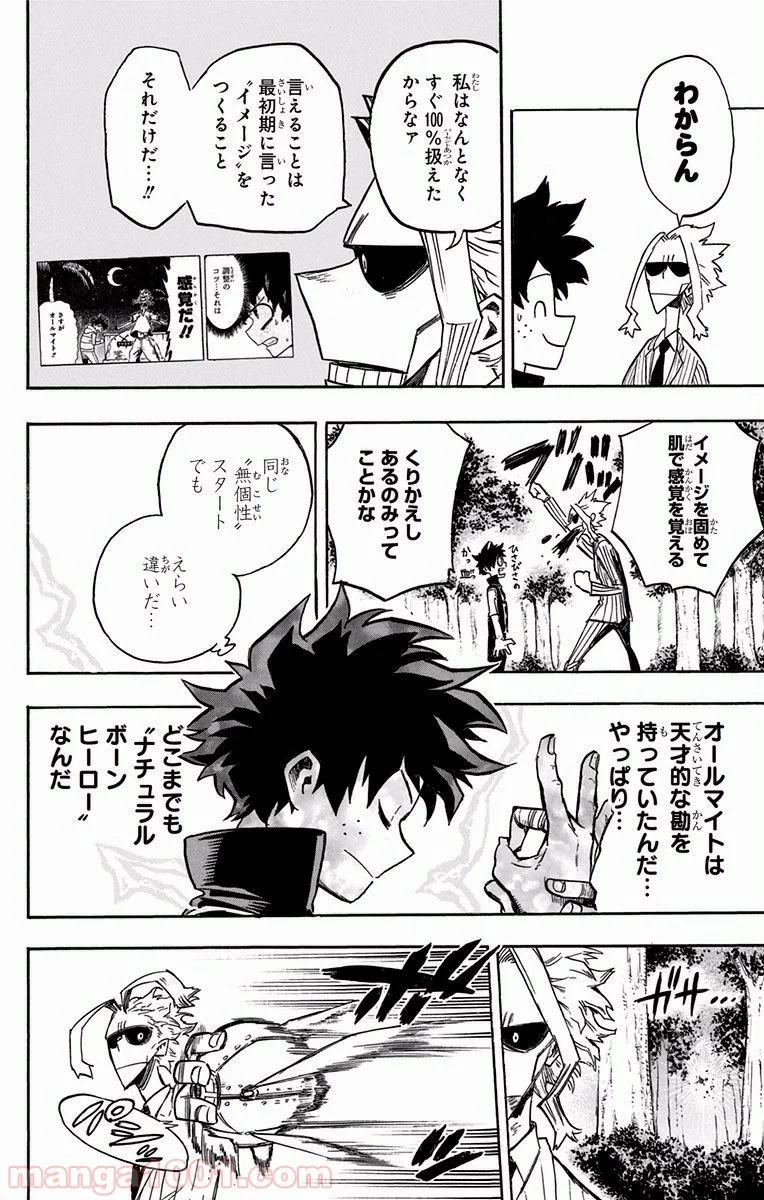 わからん
私はなんとなく
すぐ100%扱えた
からなァ
言えることは
最初期に言った
〝イメージ〟を
つくること
それだけだ…!!
調整の
コツ…それは
感覚だ!!
さすが
オールマイト!!
イメージを固めて
肌で感覚を覚える
くりかえし
あるのみって
ことかな
同じ
〝無個性〟
スタート
でも
えらい
違いだ…
オールマイトは
天才的な勘を
持っていたんだ…
やっぱり…
どこまでも
〝ナチュラル
ボーン
ヒーロー〟
なんだ
ガサ…
manga1001.com